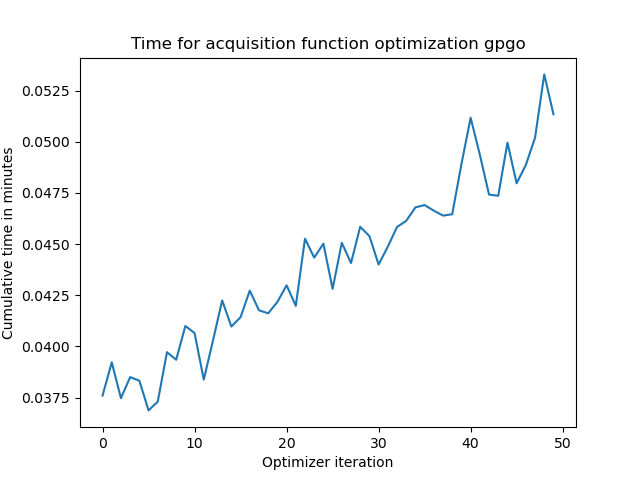 Time for acquisition function optimization gpgo
Cumulative time in minutes
0.0525
0.0500
0.0475
0.0450
0.0425
0.0400
0.0375
0 10 20 30 40 50
Optimizer iteration